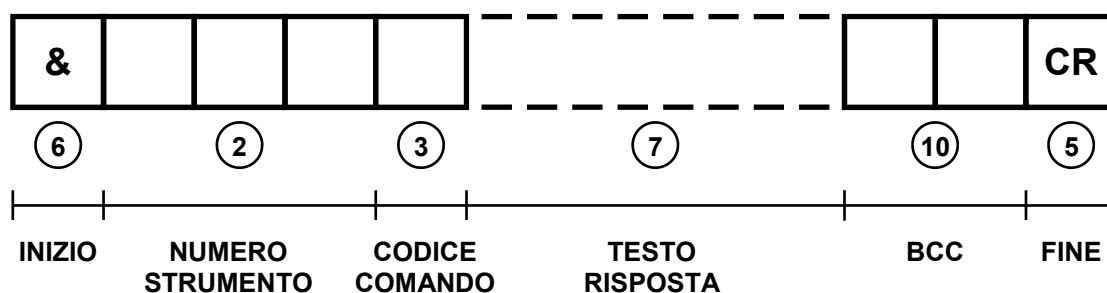 & CR
6 2 3 7 10 5
INIZIO NUMERO STRUMENTO CODICE COMANDO TESTO RISPOSTA BCC FINE